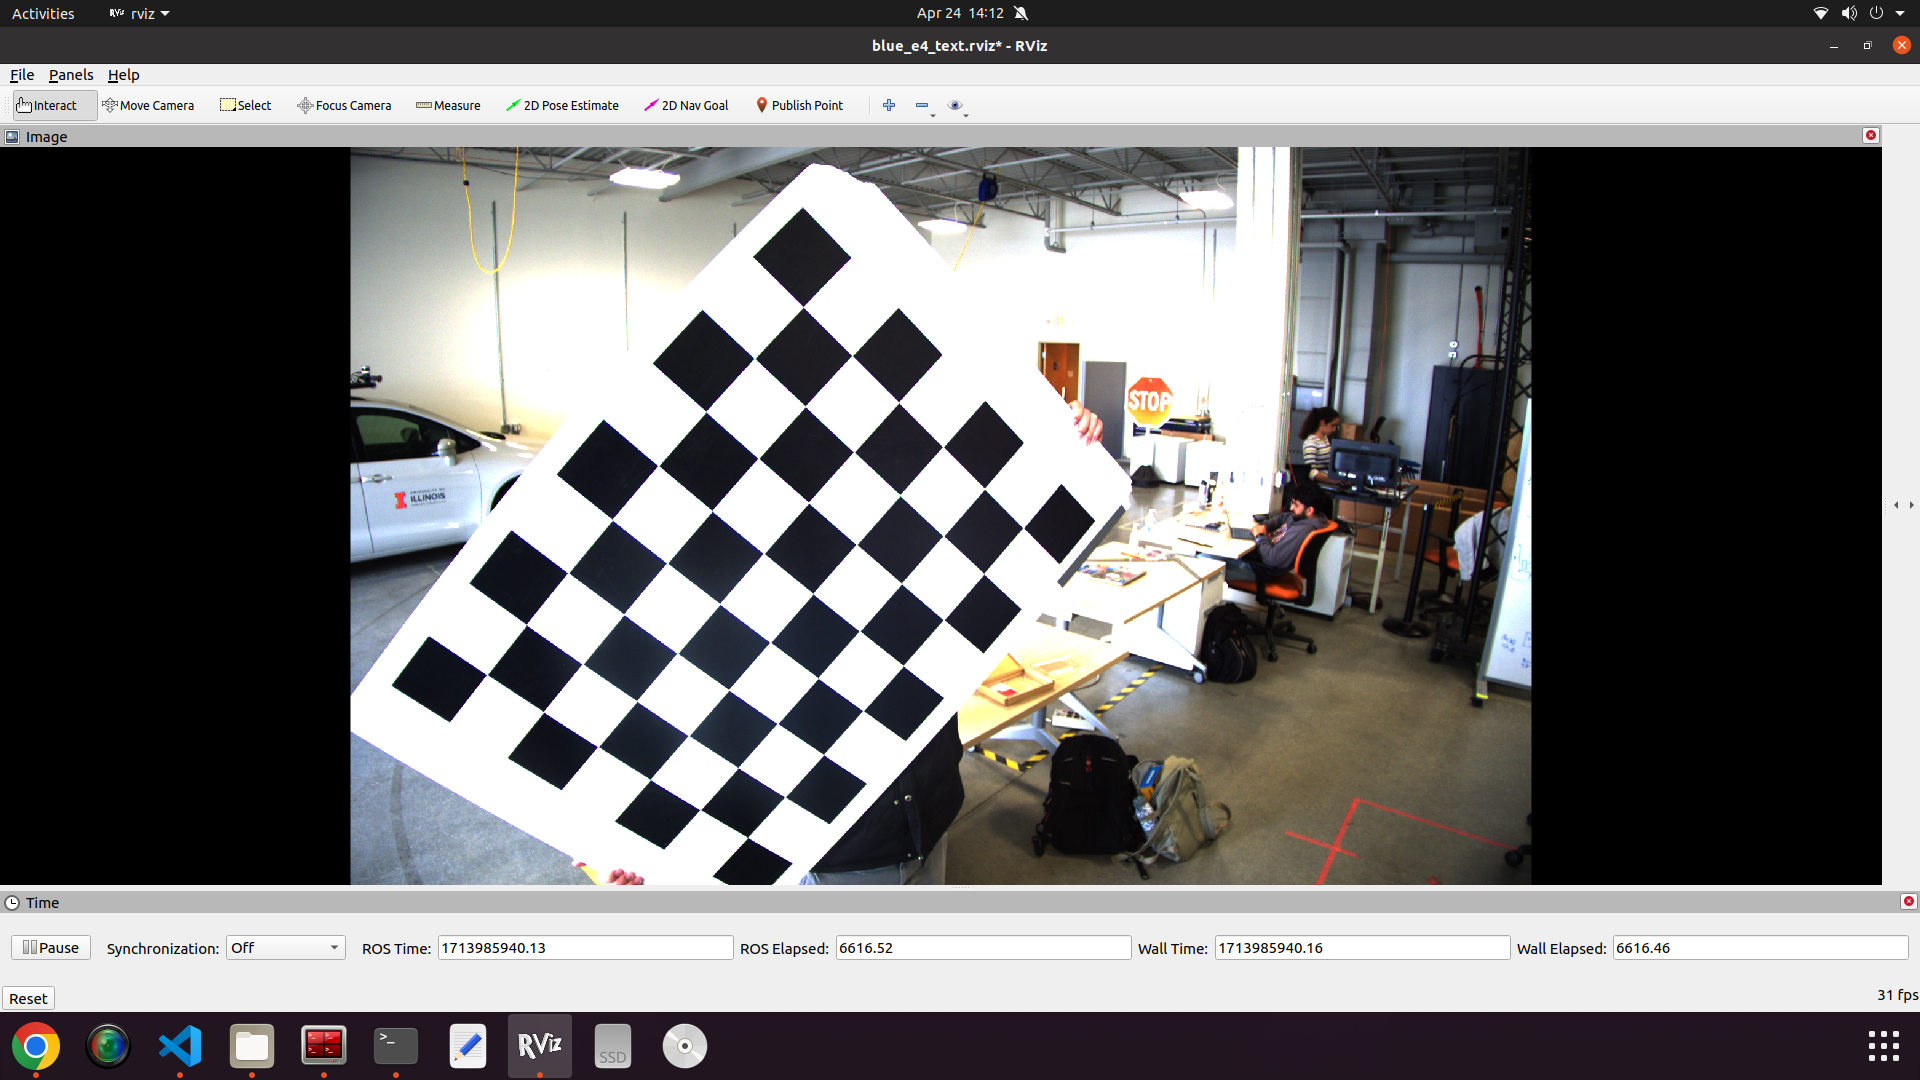 Activities
RViz
rviz
Apr 24 14:12
blue_e4_text.rviz* - RViz
File
Panels
Help
Interact
Move Camera
Select
Focus Camera
Measure
2D Pose Estimate
2D Nav Goal
Publish Point
Image
STOP
I
ILLINOIS
Time
Pause
Synchronization:
Off
ROS Time:
1713985940.13
ROS Elapsed:
6616.52
Wall Time:
1713985940.16
Wall Elapsed:
6616.46
Reset
31 fps
>_
RViz
SSD